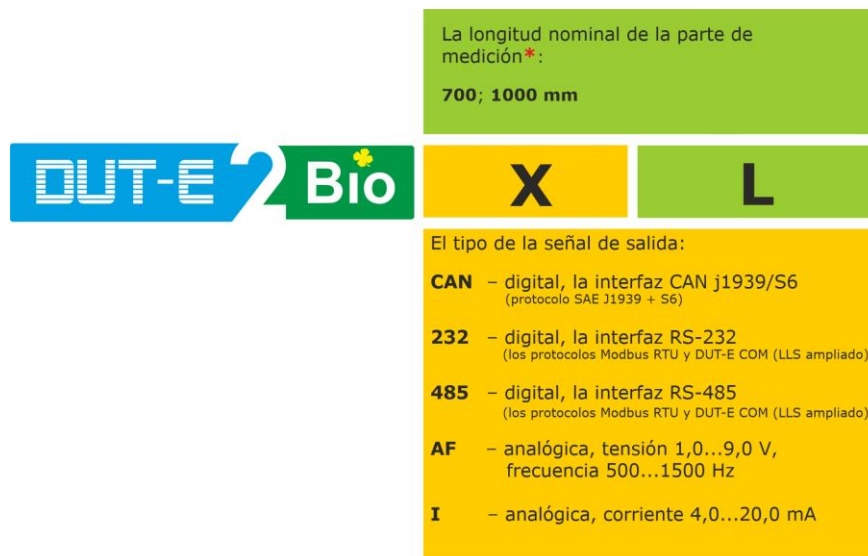 La longitud nominal de la parte de
medición*:
700; 1000 mm
DUT-E 2 Bio
X
L
El tipo de la señal de salida:
CAN – digital, la interfaz CAN j1939/S6
(protocolo SAE J1939 + S6)
232 – digital, la interfaz RS-232
(los protocolos Modbus RTU y DUT-E COM (LLS ampliado)
485 – digital, la interfaz RS-485
(los protocolos Modbus RTU y DUT-E COM (LLS ampliado)
AF – analógica, tensión 1,0...9,0 V,
frecuencia 500...1500 Hz
I – analógica, corriente 4,0...20,0 mA